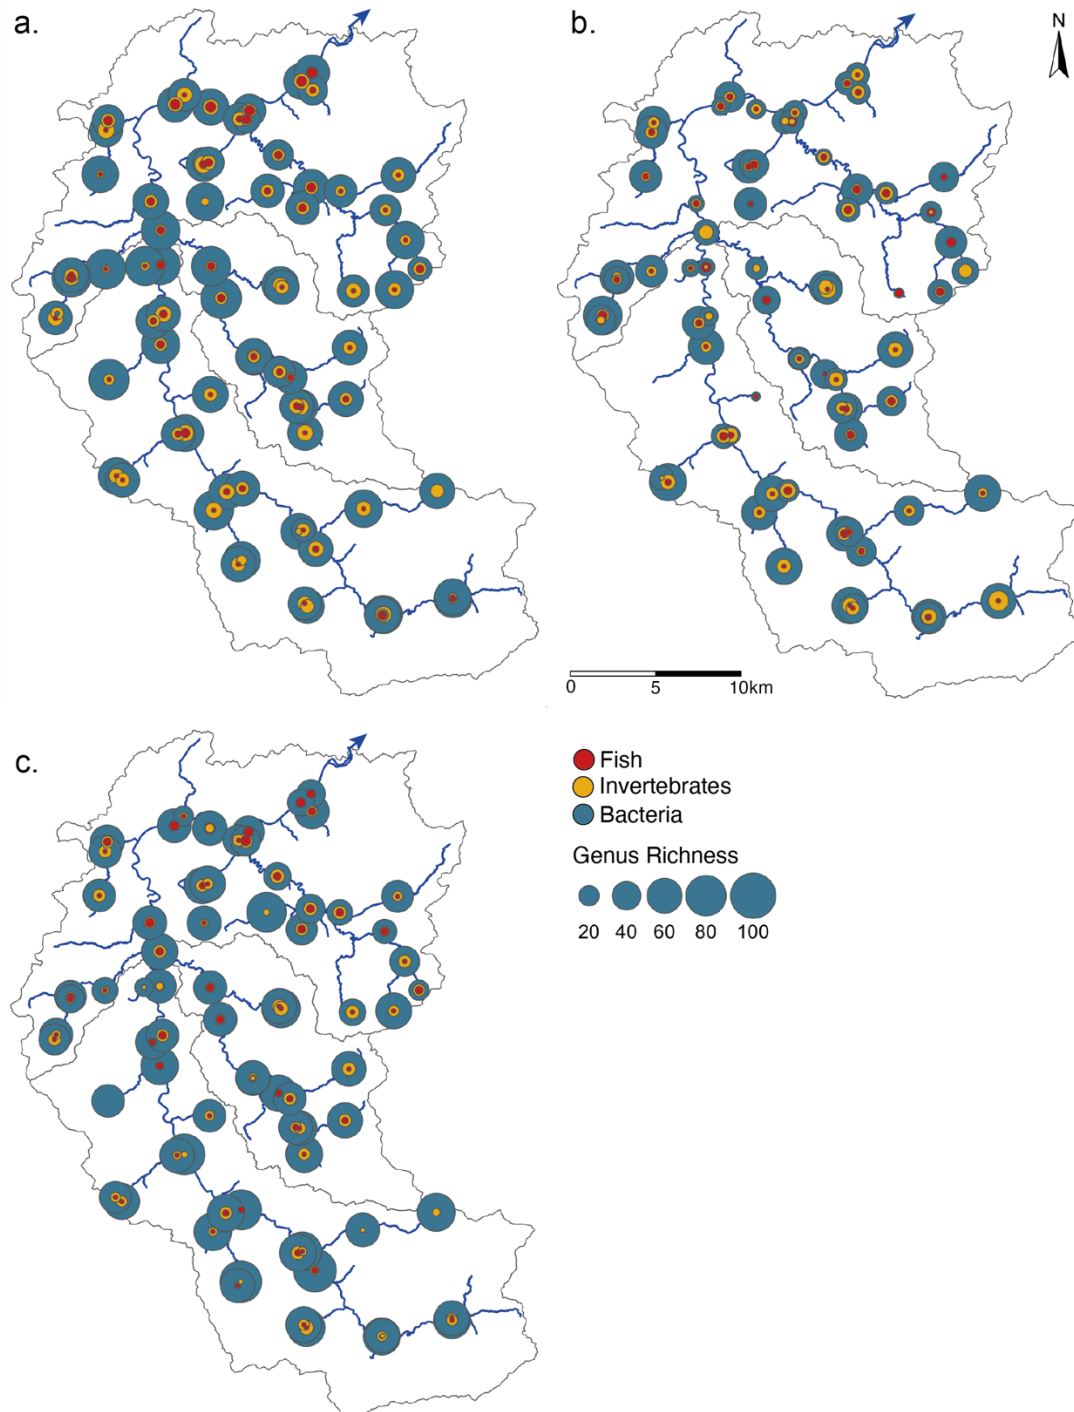 a.
b.
N
0 5 10km
c.
Fish
Invertebrates
Bacteria
Genus Richness
20 40 60 80 100